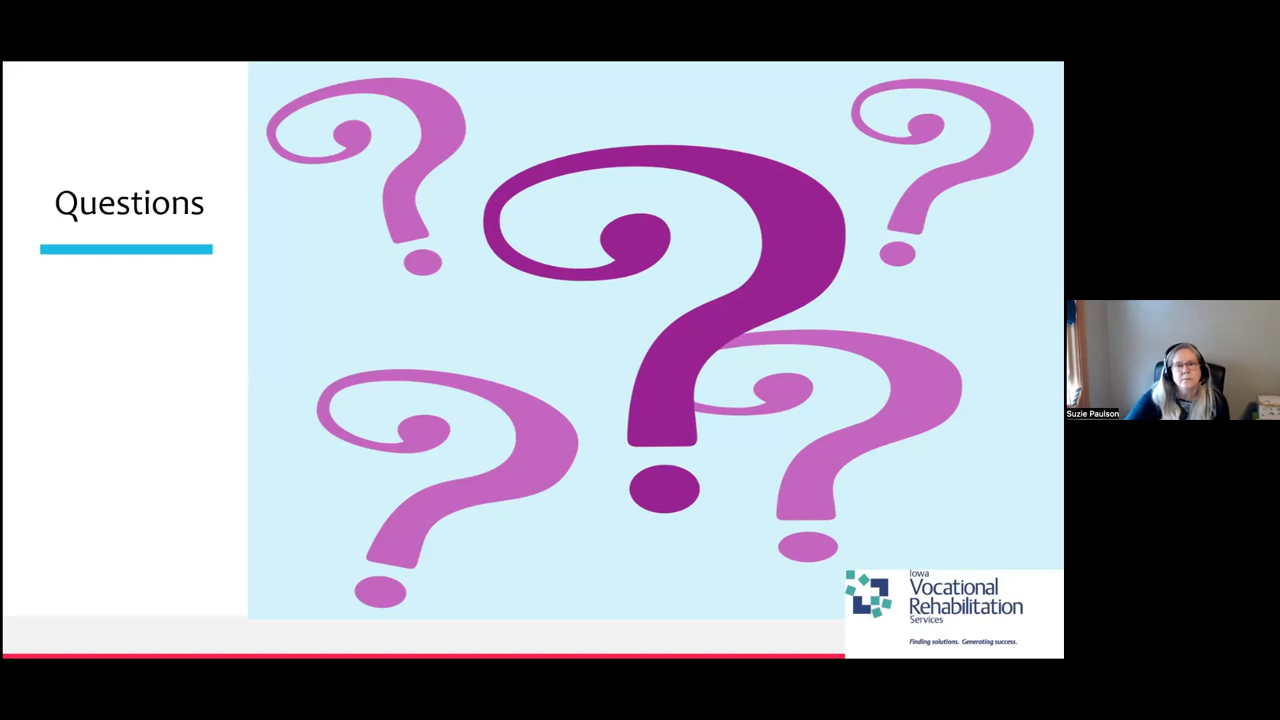 Questions
Suzie Paulson
Iowa
Vocational
Rehabilitation
Services
Finding solutions. Generating success.